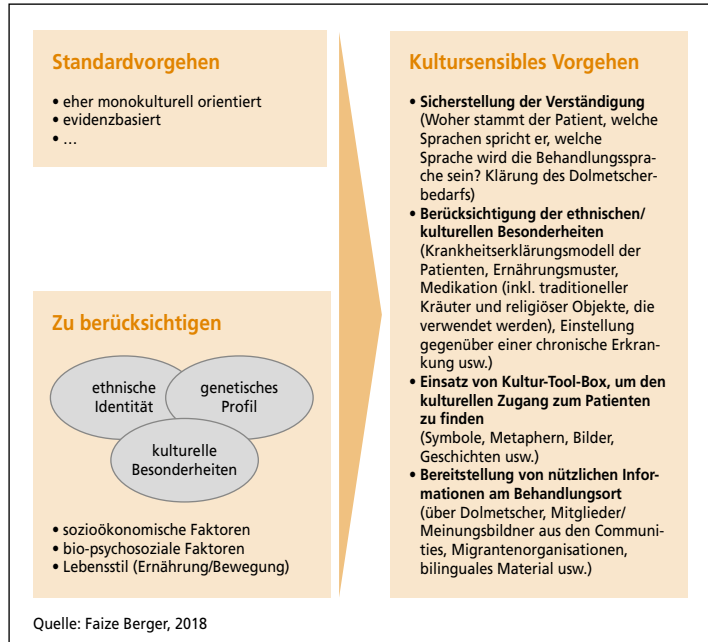 Standardvorgehen
• eher monokulturell orientiert
• evidenzbasiert
• ...
Zu berücksichtigen
ethnische
Identität
genetisches
Profil
kulturelle
Besonderheiten
• sozioökonomische Faktoren
• bio-psychosoziale Faktoren
• Lebensstil (Ernährung/Bewegung)
Kultursensibles Vorgehen
• Sicherstellung der Verständigung
(Woher stammt der Patient, welche
Sprachen spricht er, welche
Sprache wird die Behandlungsspra-
che sein? Klärung des Dolmetscher-
bedarfs)
• Berücksichtigung der ethnischen/
kulturellen Besonderheiten
(Krankheitserklärungsmodell der
Patienten, Ernährungsmuster,
Medikation (inkl. traditioneller
Kräuter und religiöser Objekte, die
verwendet werden), Einstellung
gegenüber einer chronische Erkran-
kung usw.)
• Einsatz von Kultur-Tool-Box, um den
kulturellen Zugang zum Patienten
zu finden
(Symbole, Metaphern, Bilder,
Geschichten usw.)
• Bereitstellung von nützlichen Infor-
mationen am Behandlungsort
(über Dolmetscher, Mitglieder/
Meinungsbildner aus den Communi-
ties, Migrantenorganisationen,
bilinguales Material usw.)
Quelle: Faize Berger, 2018